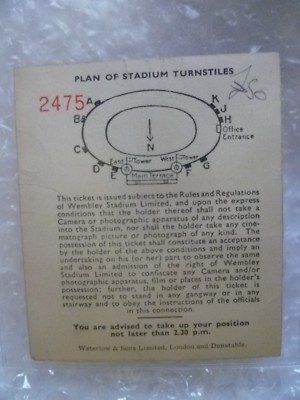 PLAN OF STADIUM TURNSTILES
2475
A
B
C
D
E
F
G
H
J
K
Office
Entrance
N
East Tower
West Tower
Main Terrace
This ticket is issued subject to the Rules and Regulations
of Wembley Stadium Limited, and upon the express
conditions that the holder thereof shall not take a
Camera or photographic apparatus of any description
into the Stadium, nor shall the holder take any cine-
matograph picture or photograph of any kind. The
possession of this ticket shall constitute an acceptance
by the holder of the above conditions and imply an
undertaking on his (or her) part to observe the same
and also an admission of the right of Wembley
Stadium Limited to confiscate any Camera and/or
photographic apparatus, film or plates in the holder's
possession; further, the holder of this ticket is
requested not to stand in any gangway or in any
stairway and to obey the instructions of the officials
in this connection.
You are advised to take up your position
not later than 2.30 p.m.
Waterlow & Sons Limited, London and Dunstable.